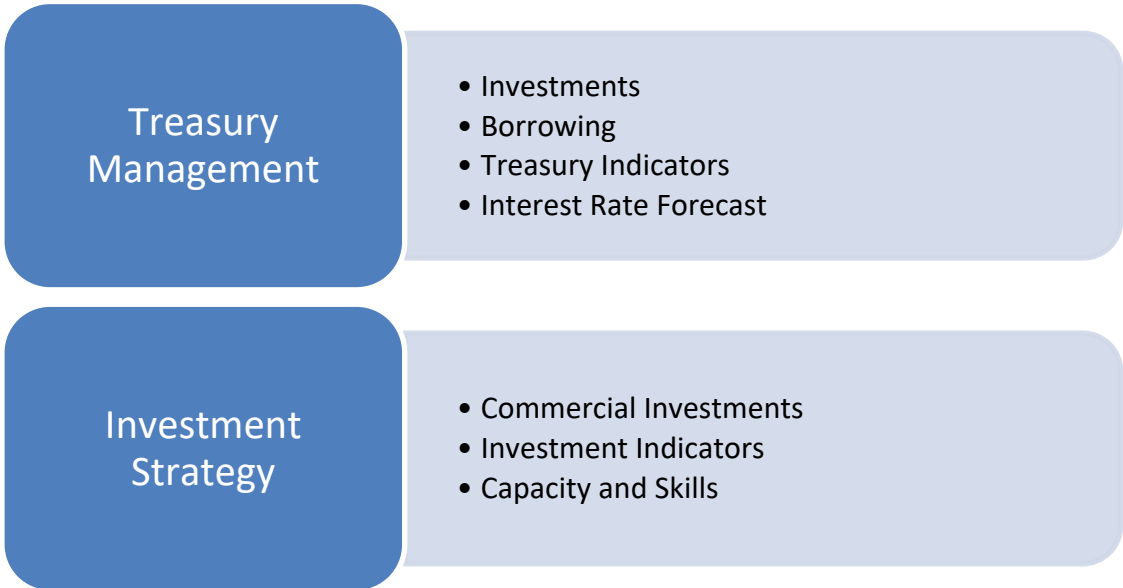 Treasury
Management
• Investments
• Borrowing
• Treasury Indicators
• Interest Rate Forecast
Investment
Strategy
• Commercial Investments
• Investment Indicators
• Capacity and Skills